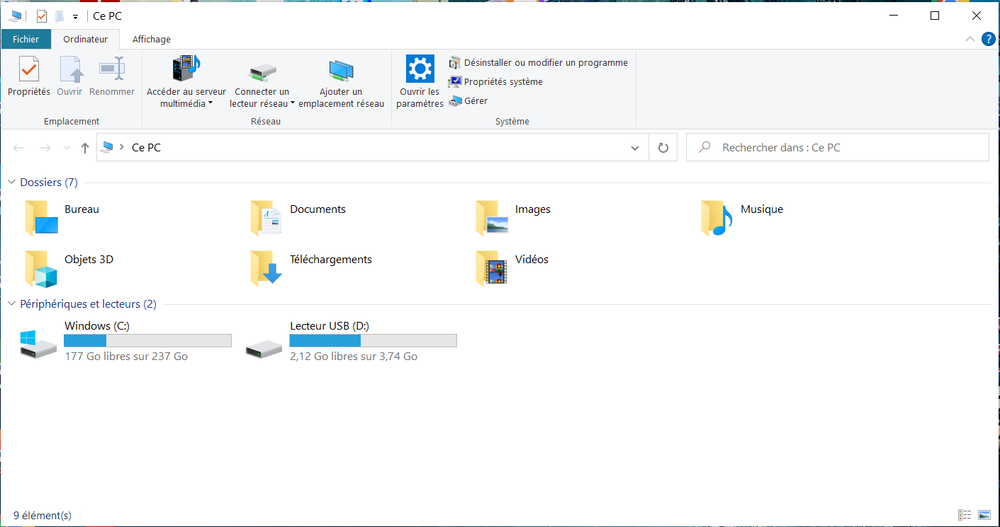 Ce PC
Fichier Ordinateur Affichage ?
Propriétés Ouvrir Renommer
Emplacement
Accéder au serveur
multimédia
Connecter un
lecteur réseau
Ajouter un
emplacement réseau
Réseau
Ouvrir les
paramètres
Désinstaller ou modifier un programme
Propriétés système
Gérer
Système
Ce PC
Rechercher dans : Ce PC
Dossiers (7)
Bureau
Documents
Images
Musique
Objets 3D
Téléchargements
Vidéos
Périphériques et lecteurs (2)
Windows (C:)
177 Go libres sur 237 Go
Lecteur USB (D:)
2,12 Go libres sur 3,74 Go
9 élément(s)